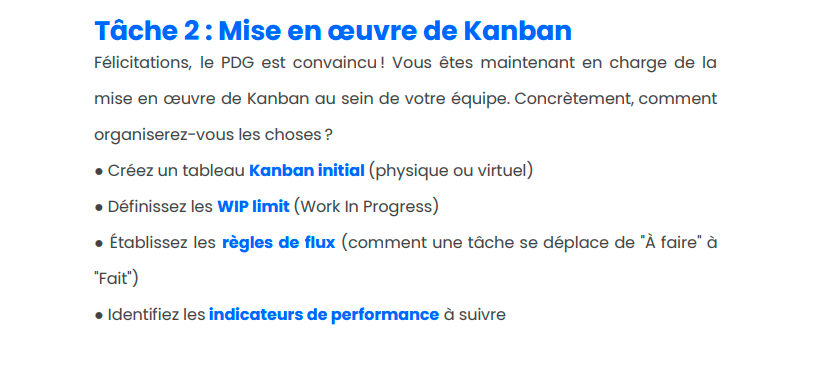 Tâche 2 : Mise en œuvre de Kanban
Félicitations, le PDG est convaincu ! Vous êtes maintenant en charge de la
mise en œuvre de Kanban au sein de votre équipe. Concrètement, comment
organiserez-vous les choses ?
● Créez un tableau Kanban initial (physique ou virtuel)
● Définissez les WIP limit (Work In Progress)
● Établissez les règles de flux (comment une tâche se déplace de "À faire" à
"Fait")
● Identifiez les indicateurs de performance à suivre